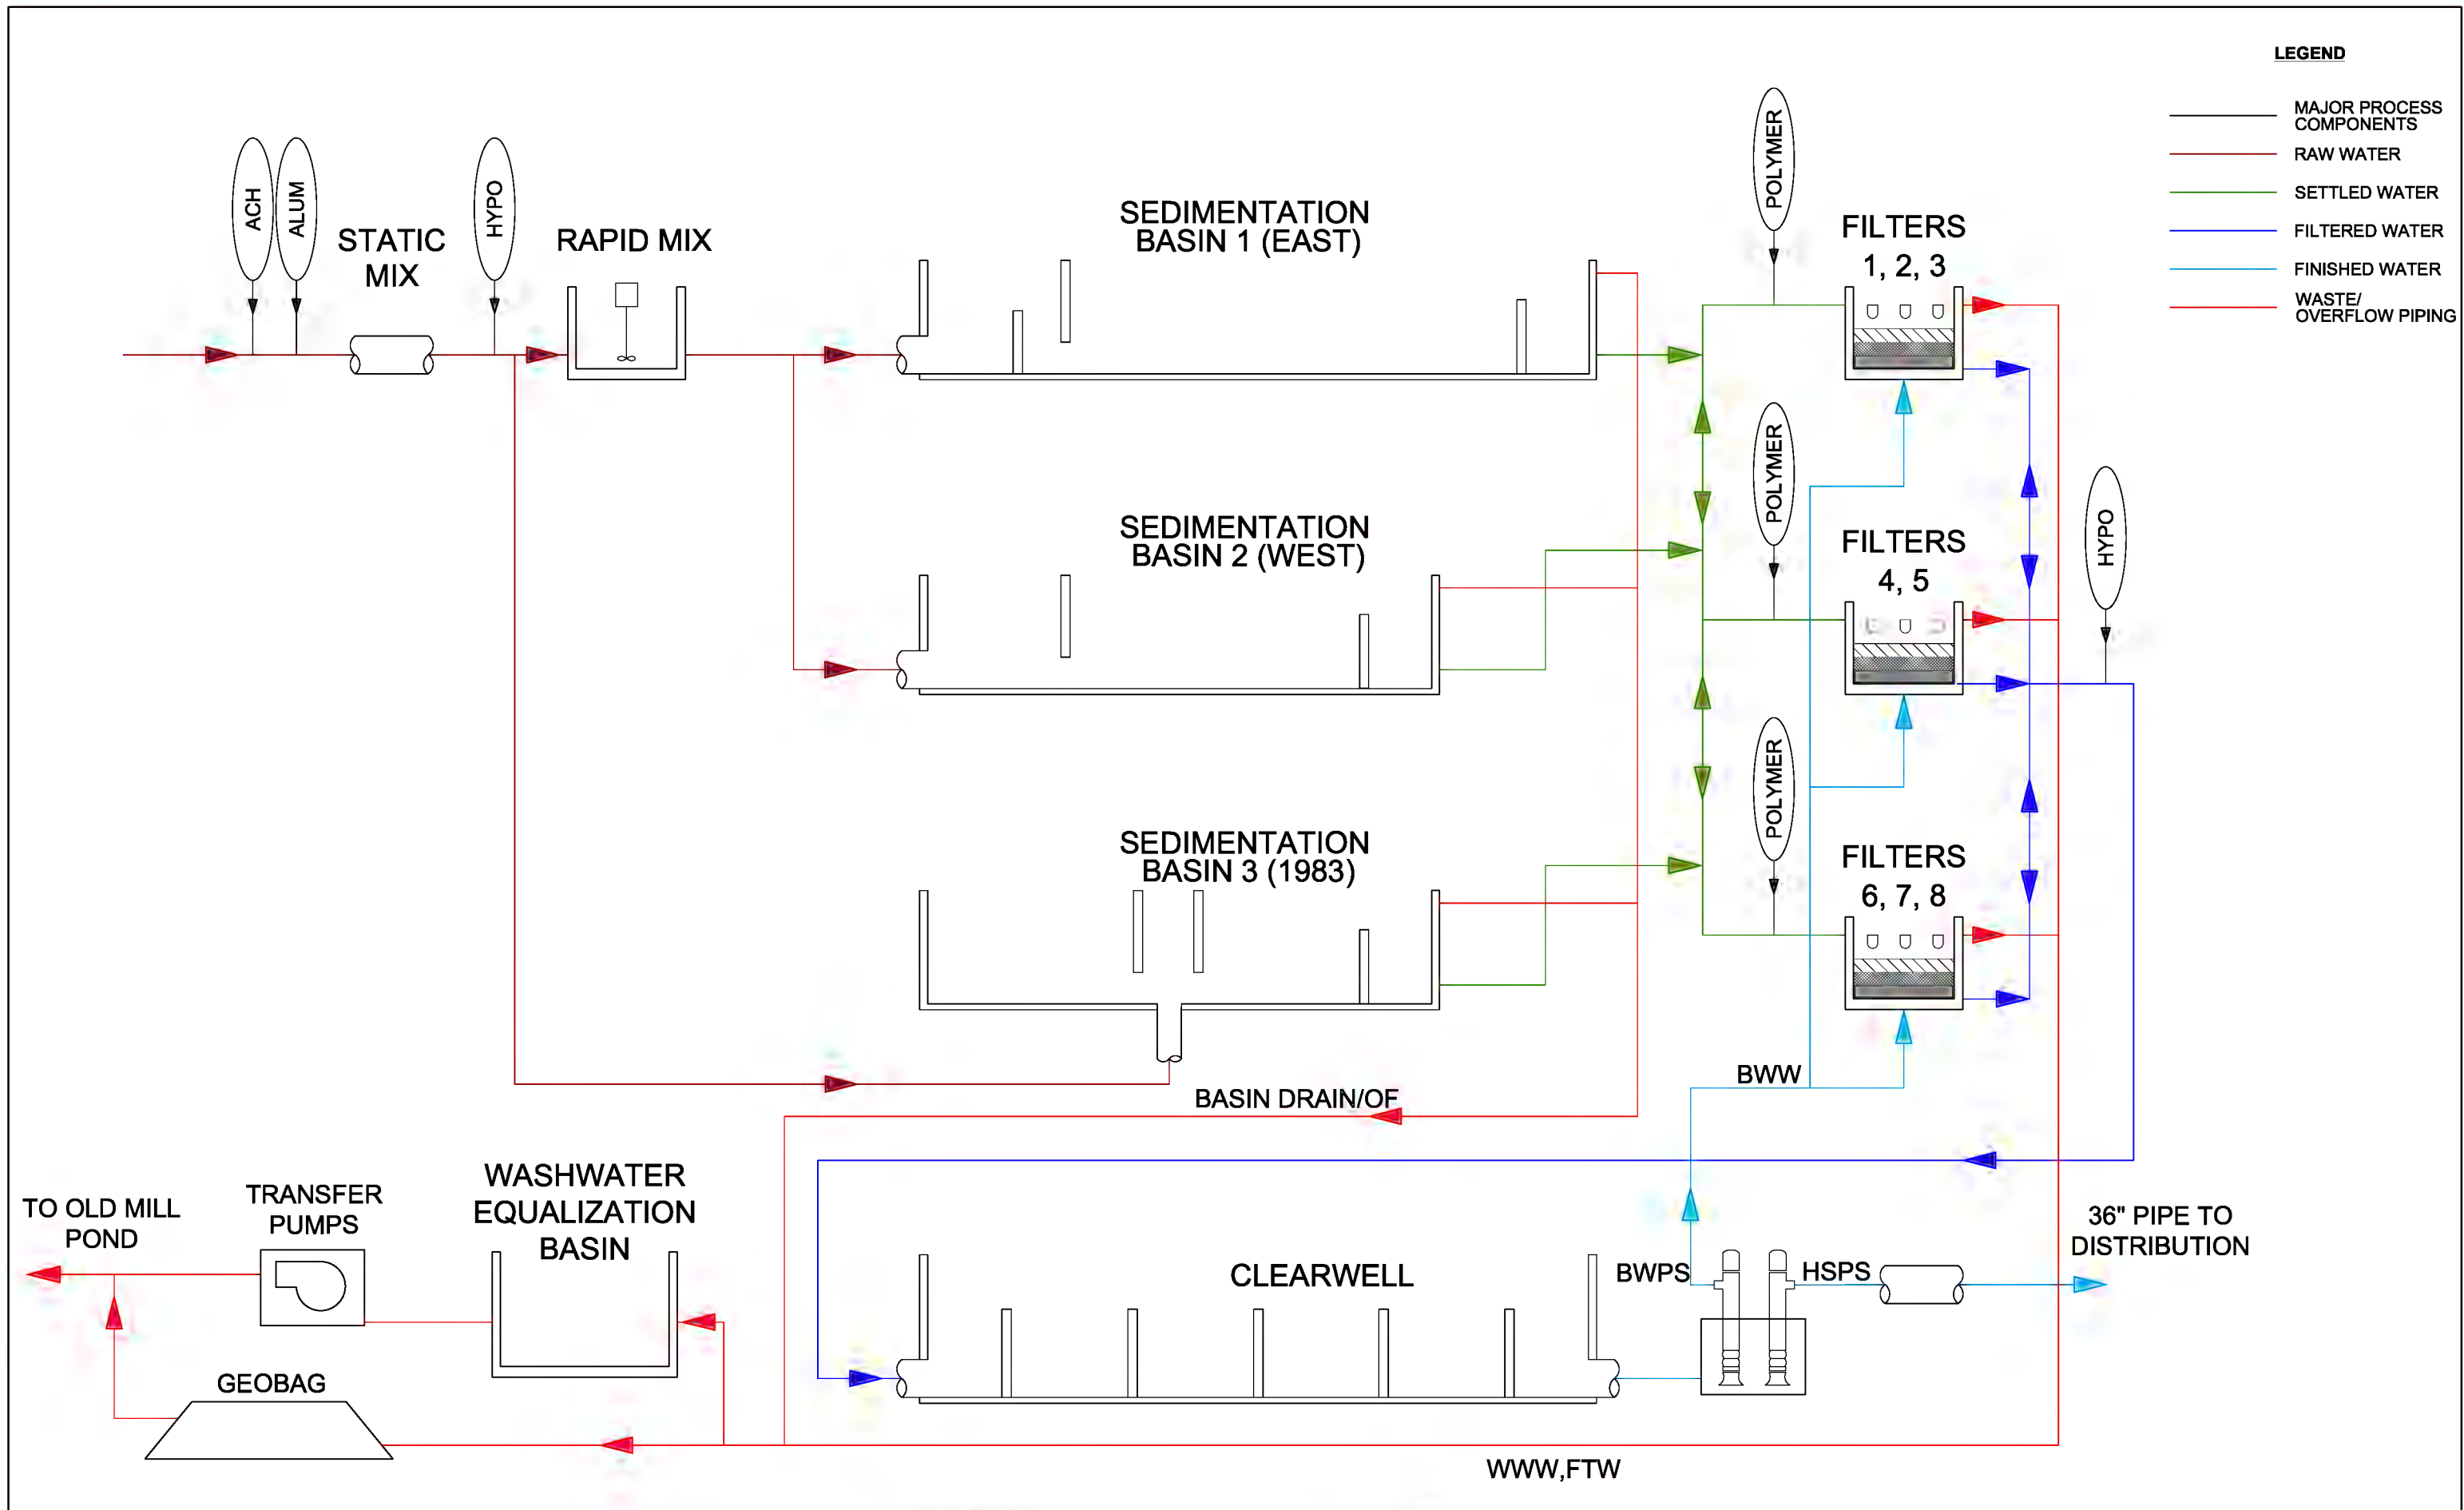 LEGEND
MAJOR PROCESS
COMPONENTS
RAW WATER
SETTLED WATER
FILTERED WATER
FINISHED WATER
WASTE/
OVERFLOW PIPING
ACH
ALUM
STATIC
MIX
HYPO
RAPID MIX
SEDIMENTATION
BASIN 1 (EAST)
POLYMER
FILTERS
1, 2, 3
SEDIMENTATION
BASIN 2 (WEST)
POLYMER
FILTERS
4, 5
HYPO
SEDIMENTATION
BASIN 3 (1983)
POLYMER
FILTERS
6, 7, 8
BWW
BASIN DRAIN/OF
TO OLD MILL
POND
TRANSFER
PUMPS
WASHWATER
EQUALIZATION
BASIN
CLEARWELL
BWPS
HSPS
36" PIPE TO
DISTRIBUTION
GEOBAG
WWW,FTW